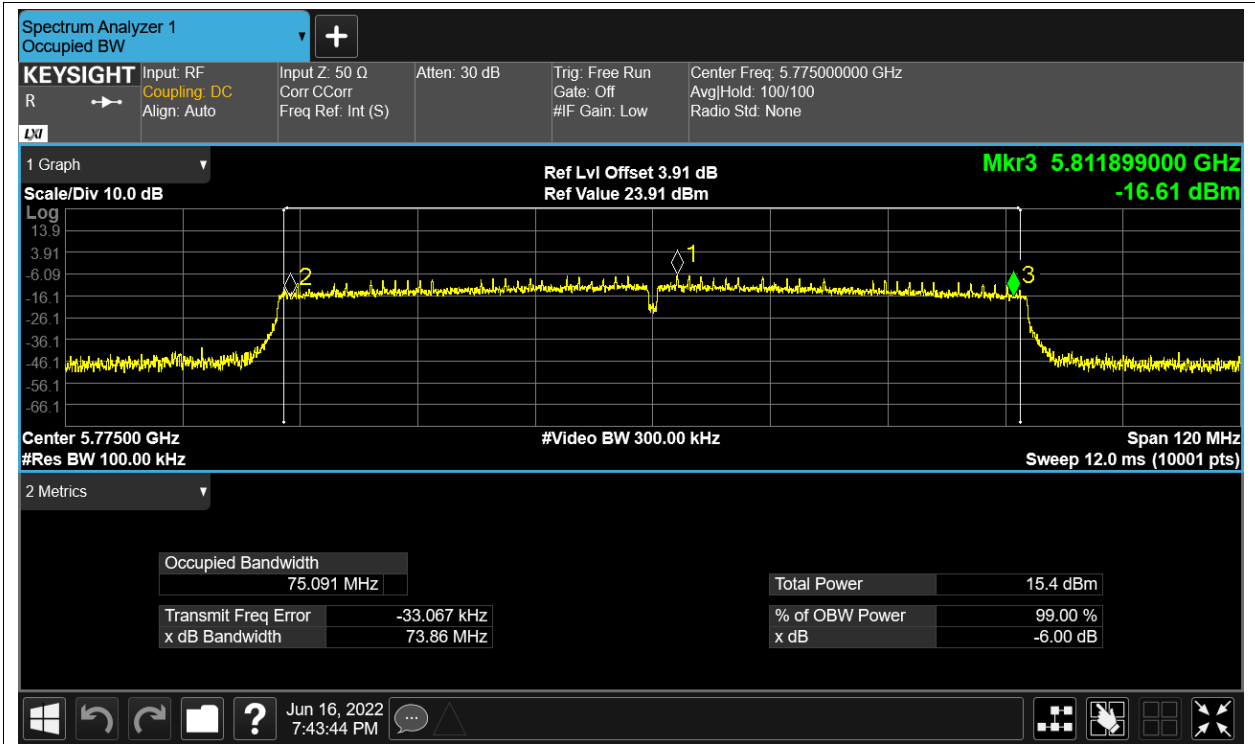 Spectrum Analyzer 1
Occupied BW
KEYSIGHT
R
LXI
Input: RF
Coupling: DC
Align: Auto
Input Z: 50 Ω
Corr CCorr
Freq Ref: Int (S)
Atten: 30 dB
Trig: Free Run
Gate: Off
#IF Gain: Low
Center Freq: 5.775000000 GHz
Avg|Hold: 100/100
Radio Std: None
1 Graph
Scale/Div 10.0 dB
Ref Lvl Offset 3.91 dB
Ref Value 23.91 dBm
Mkr3 5.811899000 GHz
-16.61 dBm
Log
13.9
3.91
-6.09
-16.1
-26.1
-36.1
-46.1
-56.1
-66.1
2
1
3
Center 5.77500 GHz
#Res BW 100.00 kHz
#Video BW 300.00 kHz
Span 120 MHz
Sweep 12.0 ms (10001 pts)
2 Metrics
Occupied Bandwidth
75.091 MHz
Transmit Freq Error -33.067 kHz
x dB Bandwidth 73.86 MHz
Total Power 15.4 dBm
% of OBW Power 99.00 %
x dB -6.00 dB
?
Jun 16, 2022
7:43:44 PM